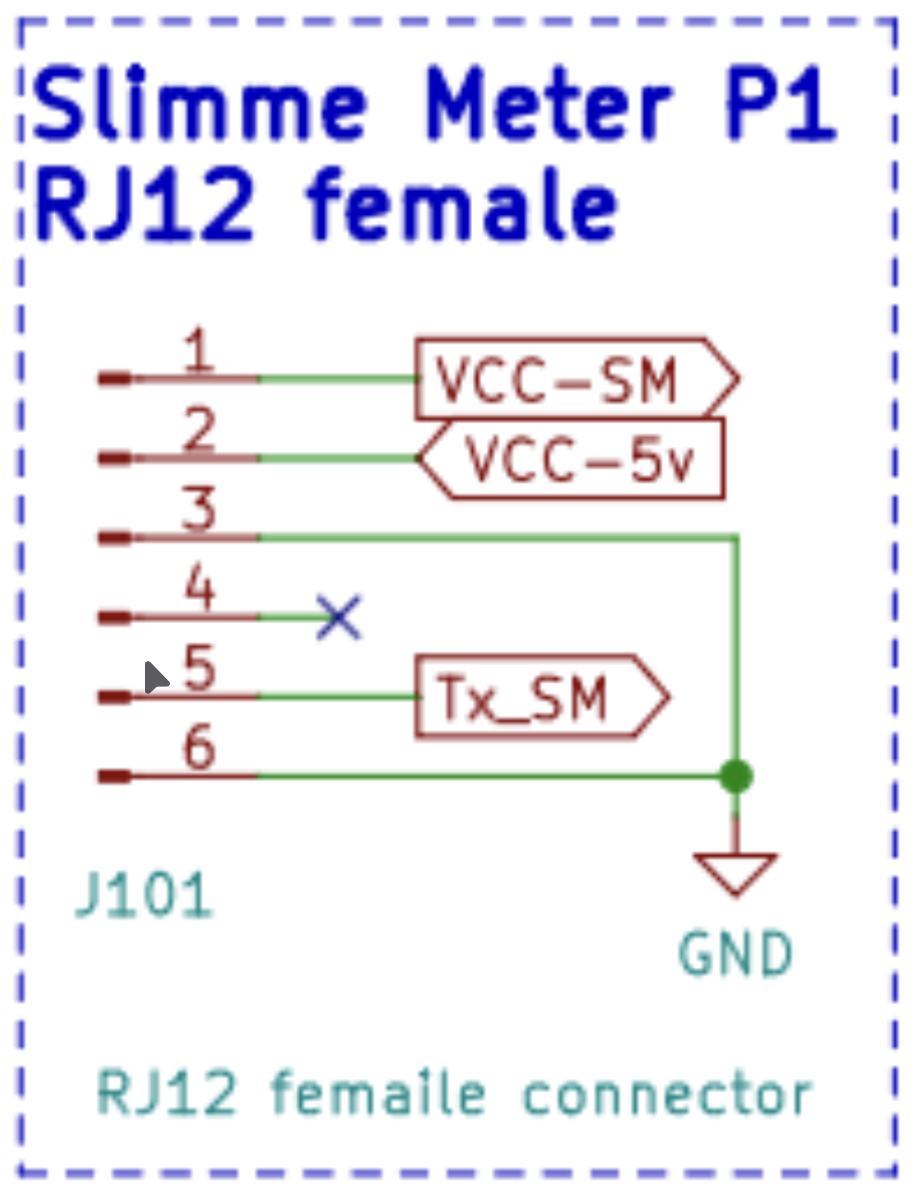 Slimme Meter P1
RJ12 female
1
VCC-SM
2
VCC-5v
3
4
5
Tx_SM
6
J101
GND
RJ12 femaile connector